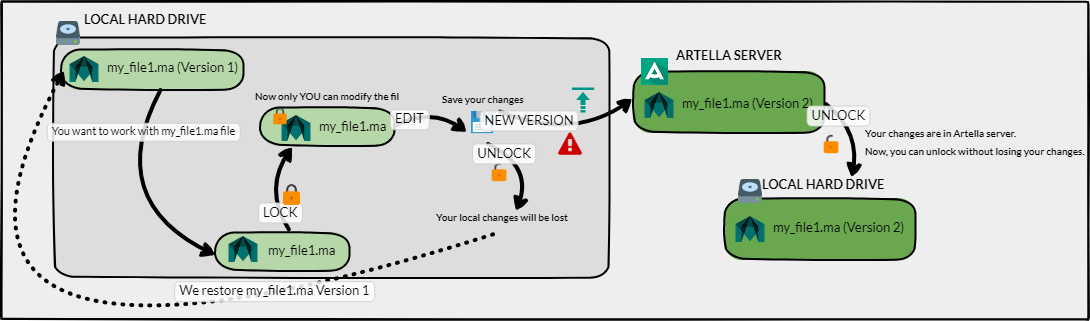 LOCAL HARD DRIVE
my_file1.ma (Version 1)
You want to work with my_file1.ma file
my_file1.ma
LOCK
Now only YOU can modify the fil
my_file1.ma
EDIT
Save your changes
NEW VERSION
UNLOCK
Your local changes will be lost
We restore my_file1.ma Version 1
ARTELLA SERVER
my_file1.ma (Version 2)
UNLOCK
Your changes are in Artella server.
Now, you can unlock without losing your changes.
LOCAL HARD DRIVE
my_file1.ma (Version 2)